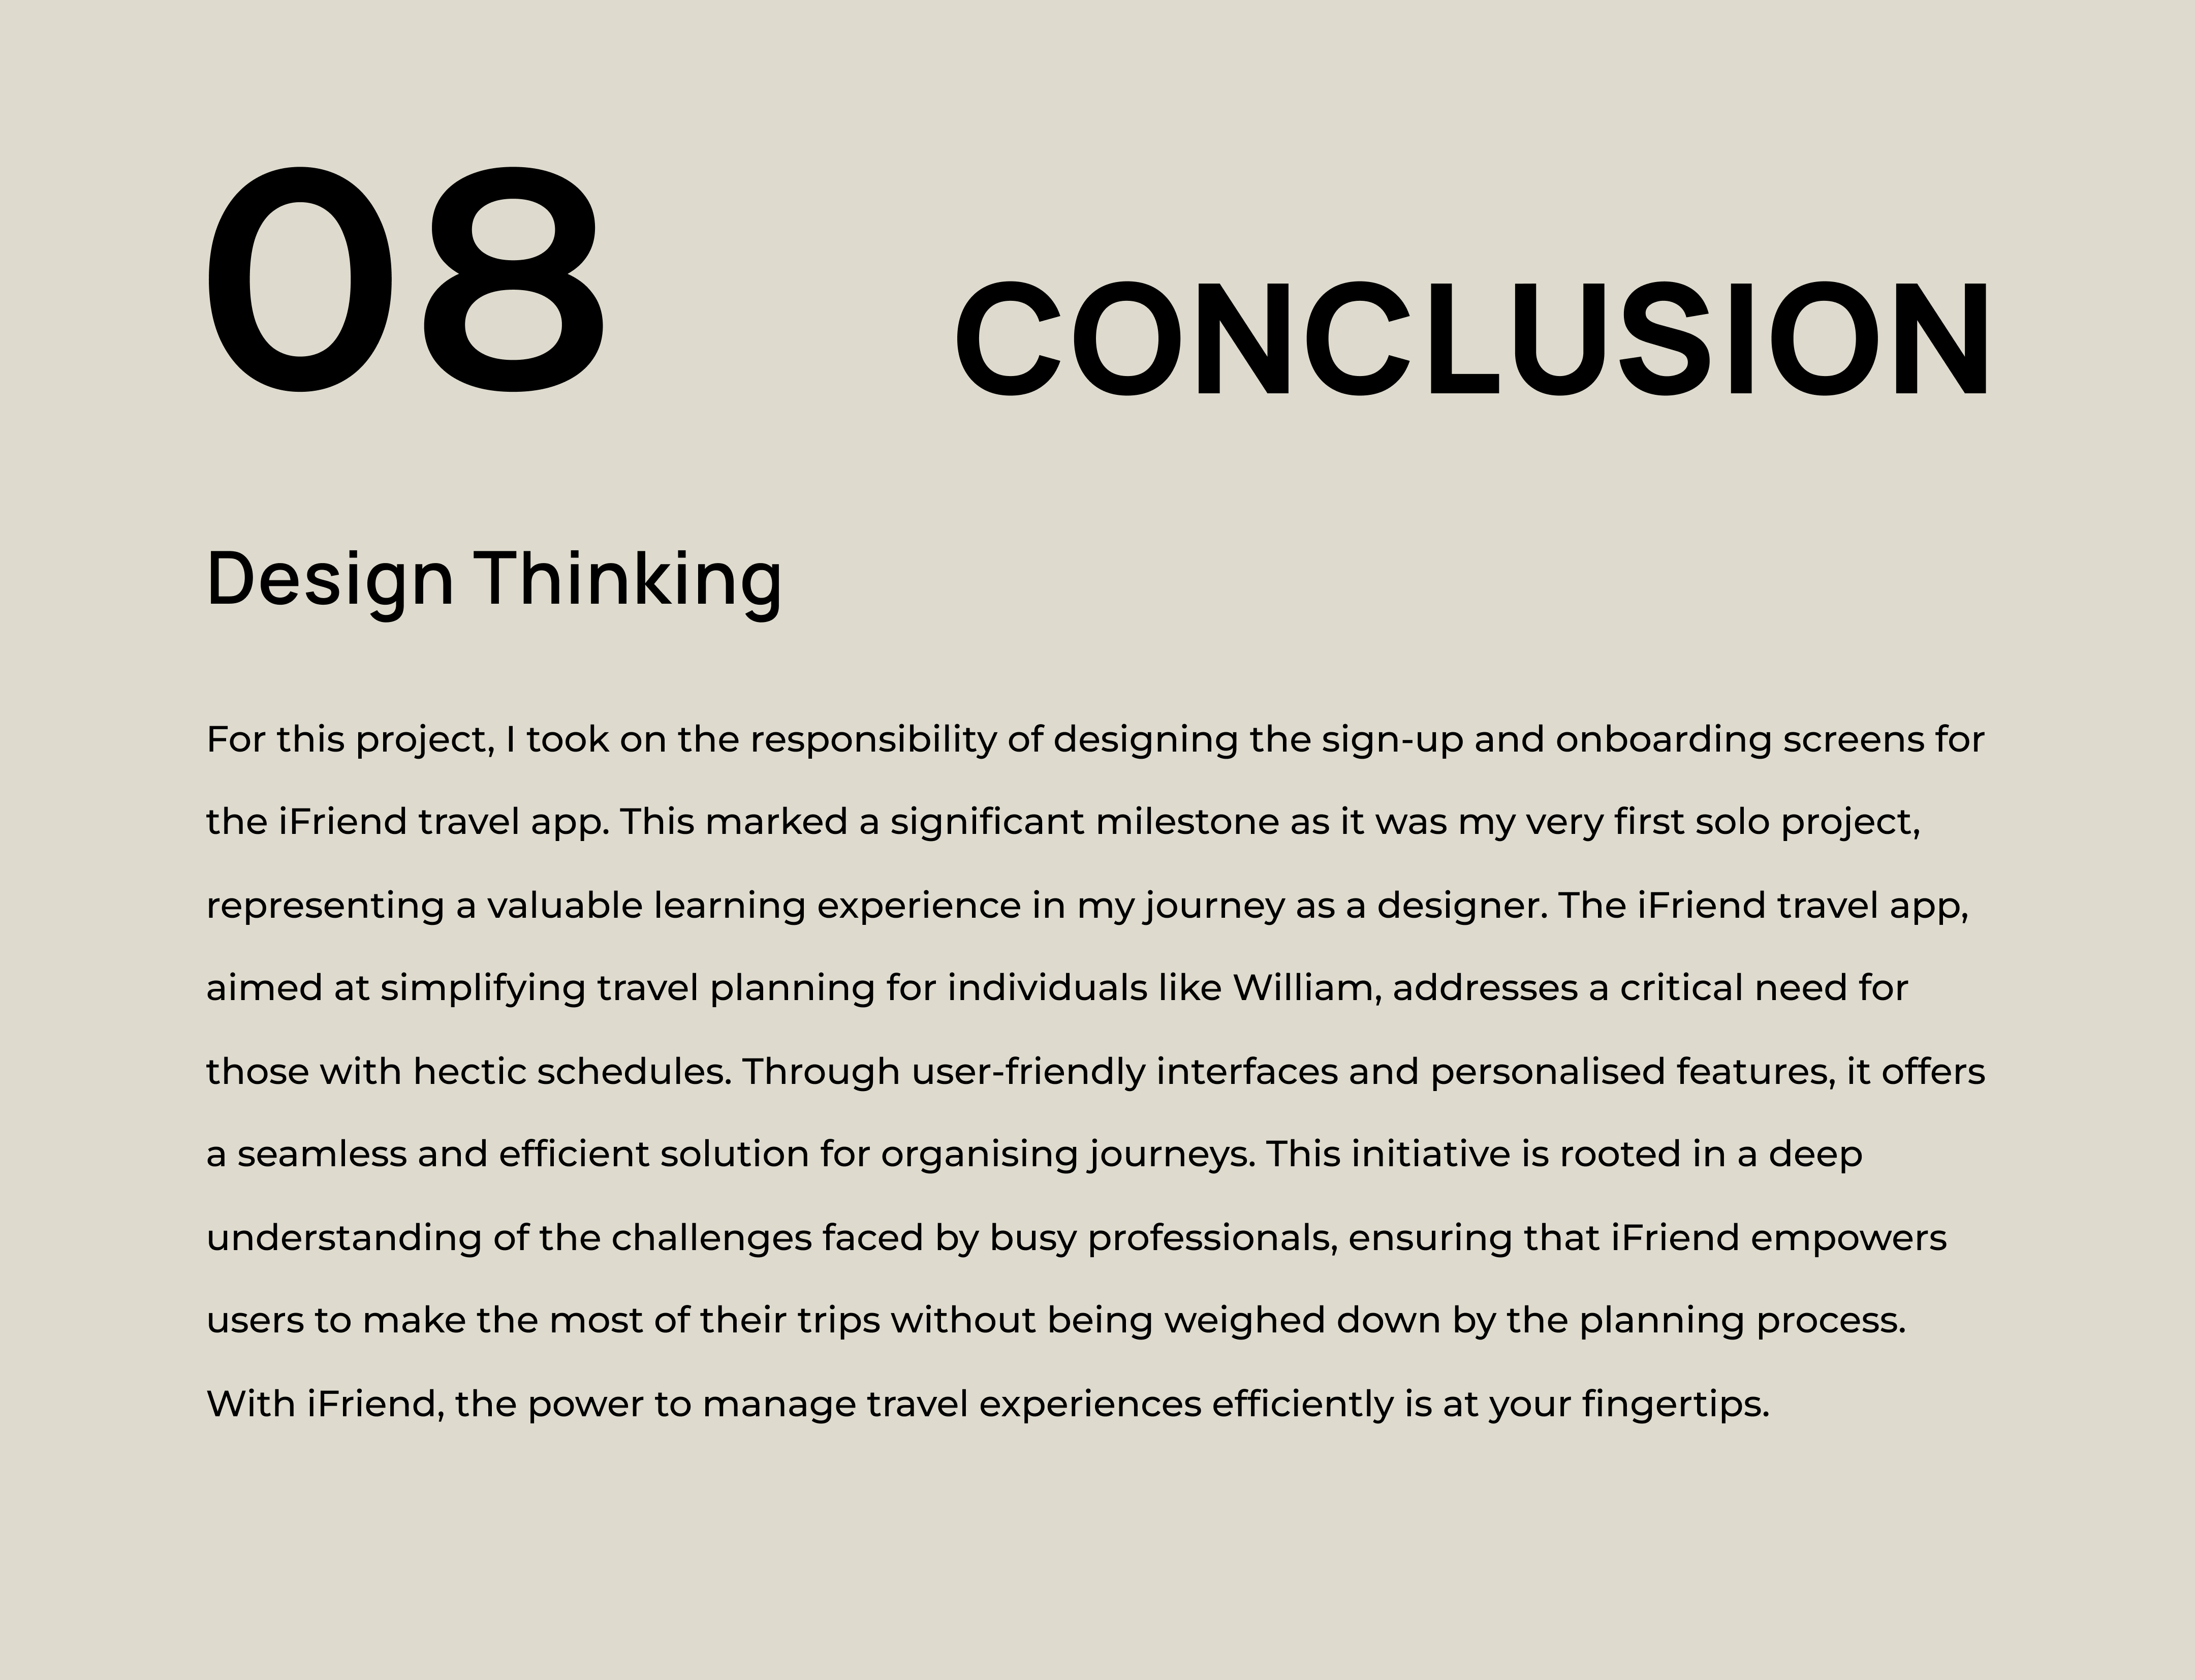 08
CONCLUSION
Design Thinking
For this project, I took on the responsibility of designing the sign-up and onboarding screens for
the iFriend travel app. This marked a significant milestone as it was my very first solo project,
representing a valuable learning experience in my journey as a designer. The iFriend travel app,
aimed at simplifying travel planning for individuals like William, addresses a critical need for
those with hectic schedules. Through user-friendly interfaces and personalised features, it offers
a seamless and efficient solution for organising journeys. This initiative is rooted in a deep
understanding of the challenges faced by busy professionals, ensuring that iFriend empowers
users to make the most of their trips without being weighed down by the planning process.
With iFriend, the power to manage travel experiences efficiently is at your fingertips.